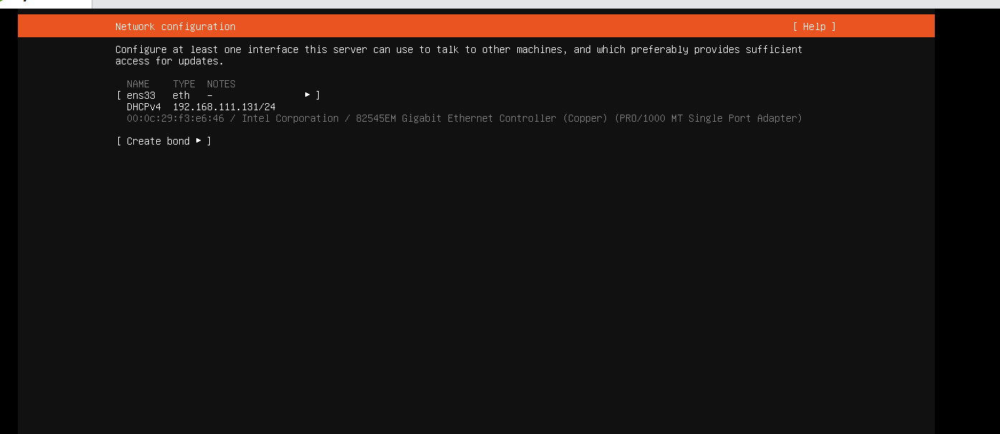 Network configuration [ Help ]
Configure at least one interface this server can use to talk to other machines, and which preferably provides sufficient
access for updates.
NAME TYPE NOTES
[ ens33 eth - ▸ ]
DHCPv4 192.168.111.131/24
00:0c:29:f3:e6:46 / Intel Corporation / 82545EM Gigabit Ethernet Controller (Copper) (PRO/1000 MT Single Port Adapter)
[ Create bond ▸ ]